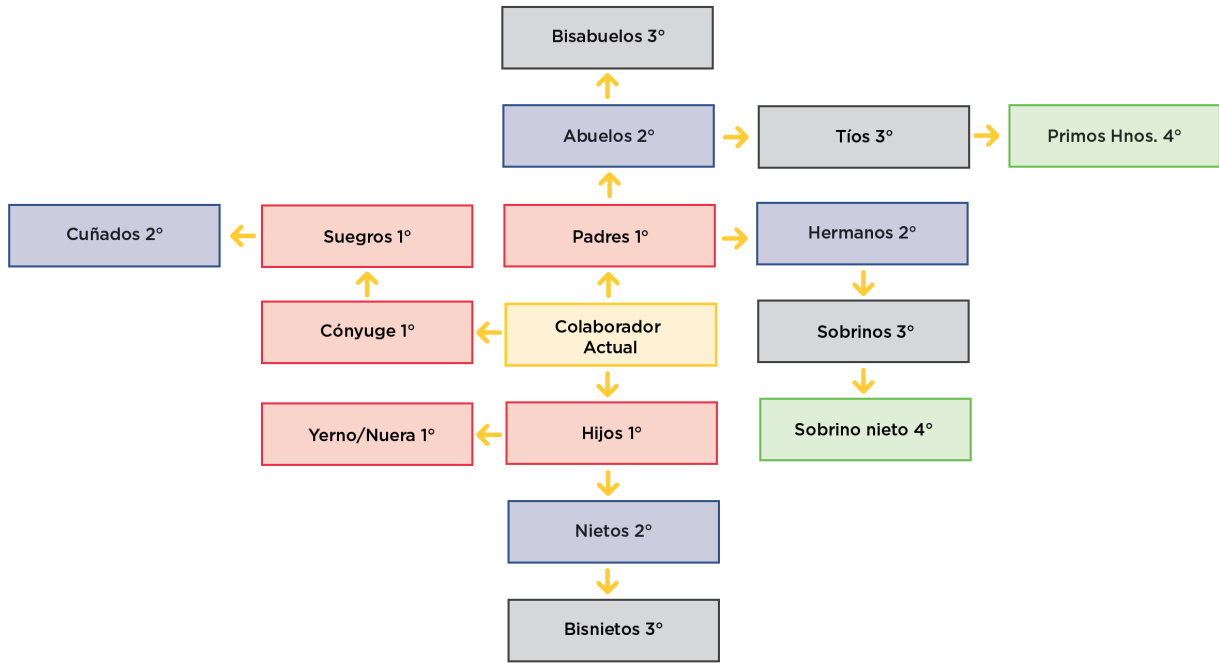 Bisabuelos 3°
Abuelos 2°
Tíos 3°
Primos Hnos. 4°
Cuñados 2°
Suegros 1°
Padres 1°
Hermanos 2°
Cónyuge 1°
Colaborador
Actual
Sobrinos 3°
Yerno/Nuera 1°
Hijos 1°
Sobrino nieto 4°
Nietos 2°
Bisnietos 3°